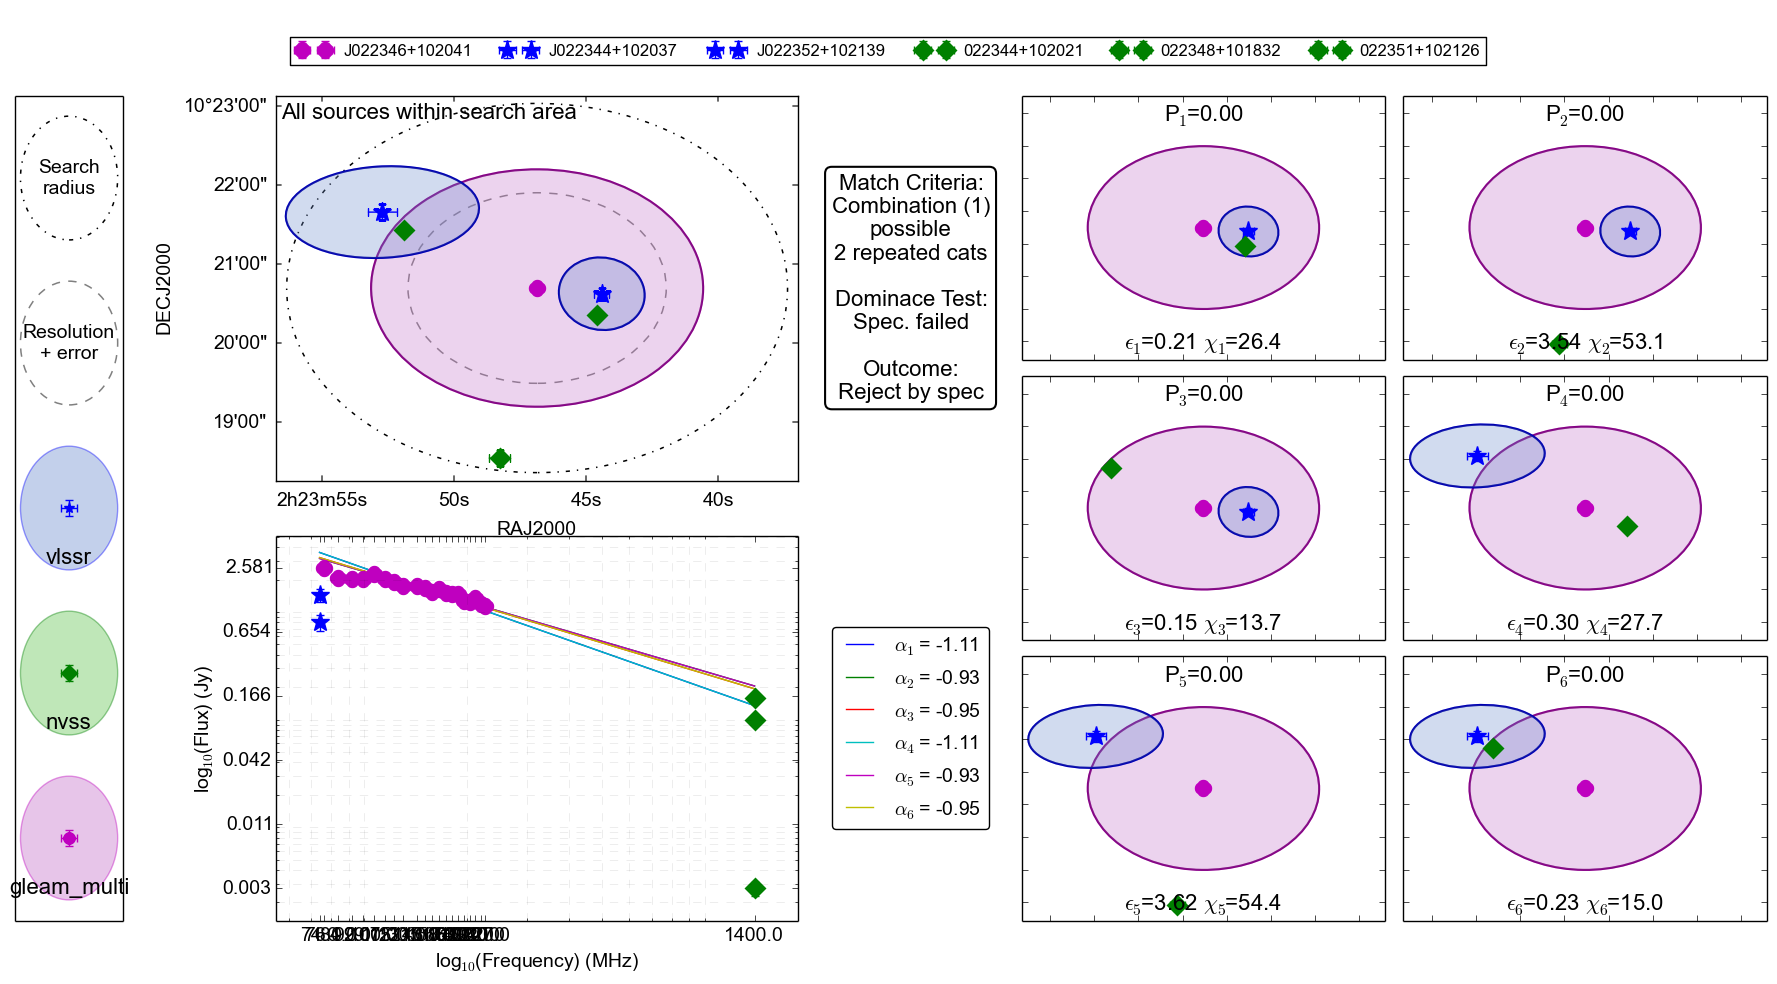 J022346+102041 J022344+102037 J022352+102139 022344+102021 022348+101832 022351+102126
Search
radius
Resolution
+ error
vlssr
nvss
gleam_multi
All sources within search area
10°23'00"
22'00"
21'00"
20'00"
19'00"
DECJ2000
2h23m55s 50s 45s 40s
RAJ2000
Match Criteria:
Combination (1)
possible
2 repeated cats
Dominace Test:
Spec. failed
Outcome:
Reject by spec
2.581
0.654
0.166
0.042
0.011
0.003
log₁₀(Flux) (Jy)
1400.0
log₁₀(Frequency) (MHz)
α₁ = -1.11
α₂ = -0.93
α₃ = -0.95
α₄ = -1.11
α₅ = -0.93
α₆ = -0.95
P₁=0.00
ϵ₁=0.21 χ₁=26.4
P₂=0.00
ϵ₂=3.54 χ₂=53.1
P₃=0.00
ϵ₃=0.15 χ₃=13.7
P₄=0.00
ϵ₄=0.30 χ₄=27.7
P₅=0.00
ϵ₅=3.62 χ₅=54.4
P₆=0.00
ϵ₆=0.23 χ₆=15.0